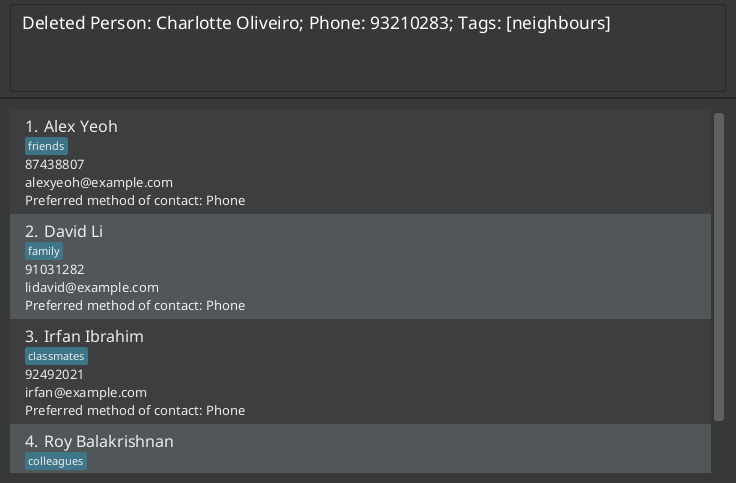 Deleted Person: Charlotte Oliveiro; Phone: 93210283; Tags: [neighbours]
1. Alex Yeoh
friends
87438807
alexyeoh@example.com
Preferred method of contact: Phone
2. David Li
family
91031282
lidavid@example.com
Preferred method of contact: Phone
3. Irfan Ibrahim
classmates
92492021
irfan@example.com
Preferred method of contact: Phone
4. Roy Balakrishnan
colleagues